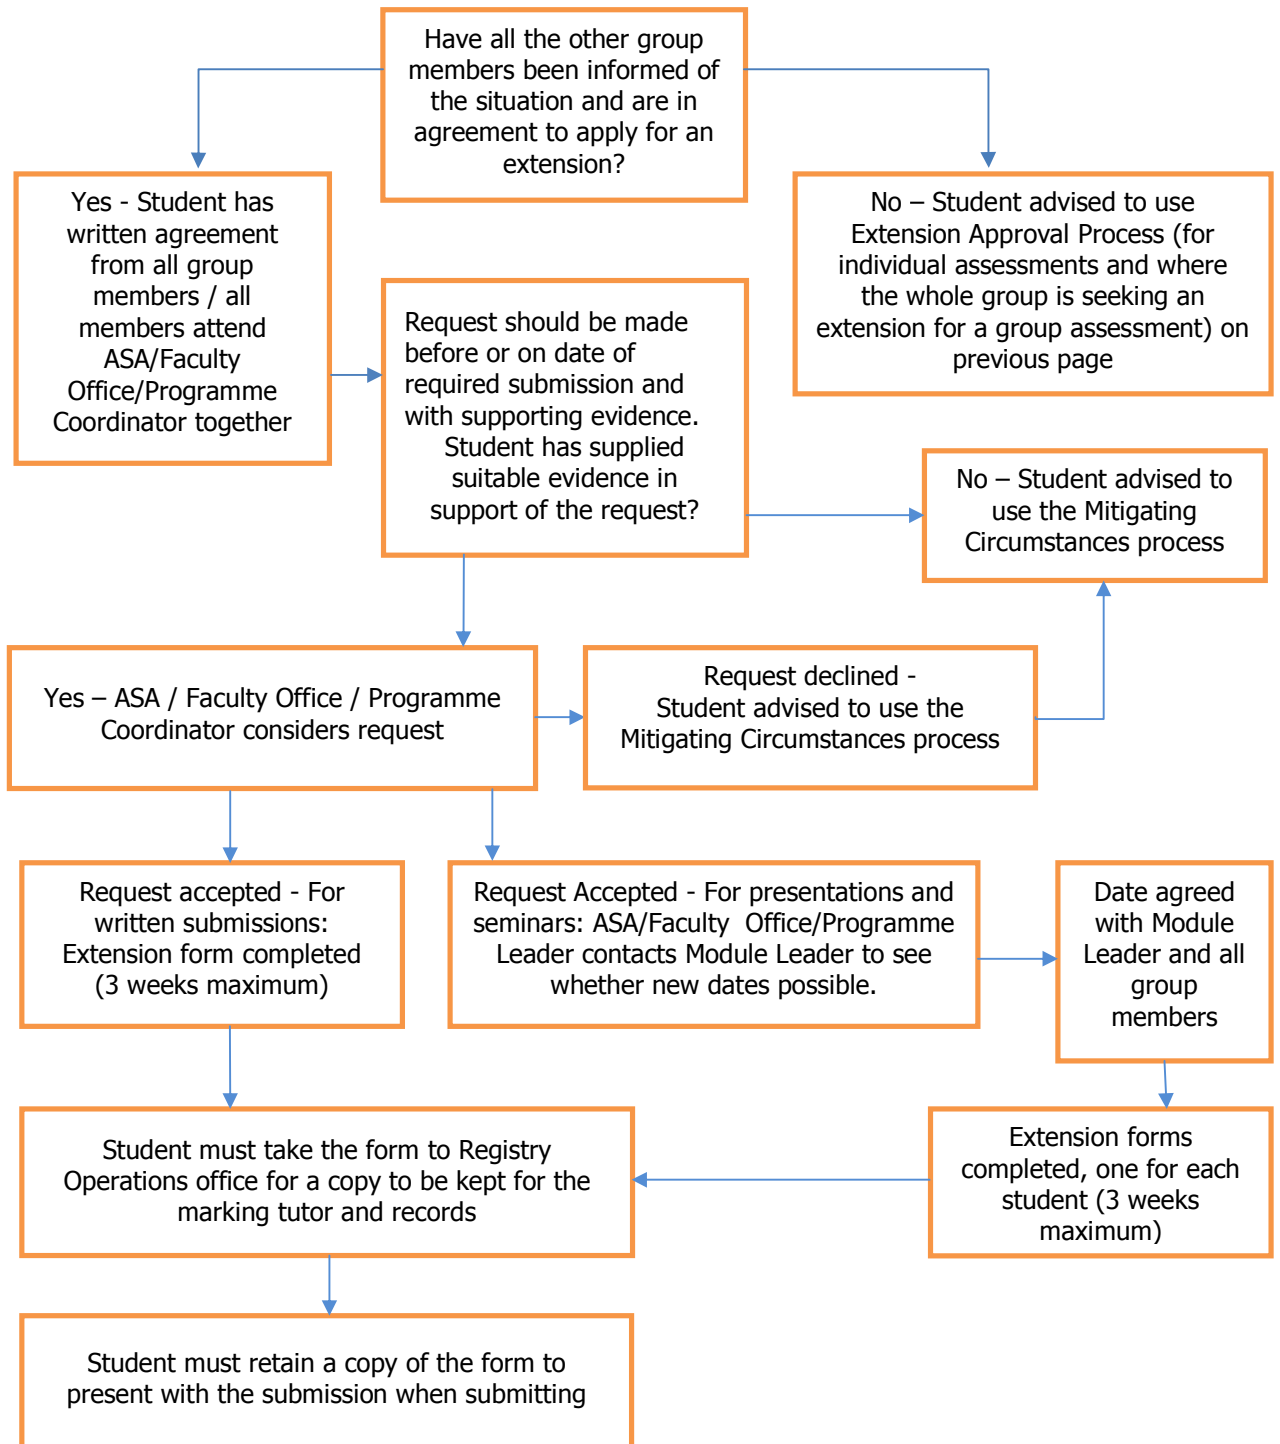 Have all the other group
members been informed of
the situation and are in
agreement to apply for an
extension?
Yes - Student has
written agreement
from all group
members / all
members attend
ASA/Faculty
Office/Programme
Coordinator together
No – Student advised to use
Extension Approval Process (for
individual assessments and where
the whole group is seeking an
extension for a group assessment) on
previous page
Request should be made
before or on date of
required submission and
with supporting evidence.
Student has supplied
suitable evidence in
support of the request?
No – Student advised to
use the Mitigating
Circumstances process
Yes – ASA / Faculty Office / Programme
Coordinator considers request
Request declined -
Student advised to use the
Mitigating Circumstances process
Request accepted - For
written submissions:
Extension form completed
(3 weeks maximum)
Request Accepted - For presentations and
seminars: ASA/Faculty Office/Programme
Leader contacts Module Leader to see
whether new dates possible.
Date agreed
with Module
Leader and all
group
members
Student must take the form to Registry
Operations office for a copy to be kept for the
marking tutor and records
Extension forms
completed, one for each
student (3 weeks
maximum)
Student must retain a copy of the form to
present with the submission when submitting